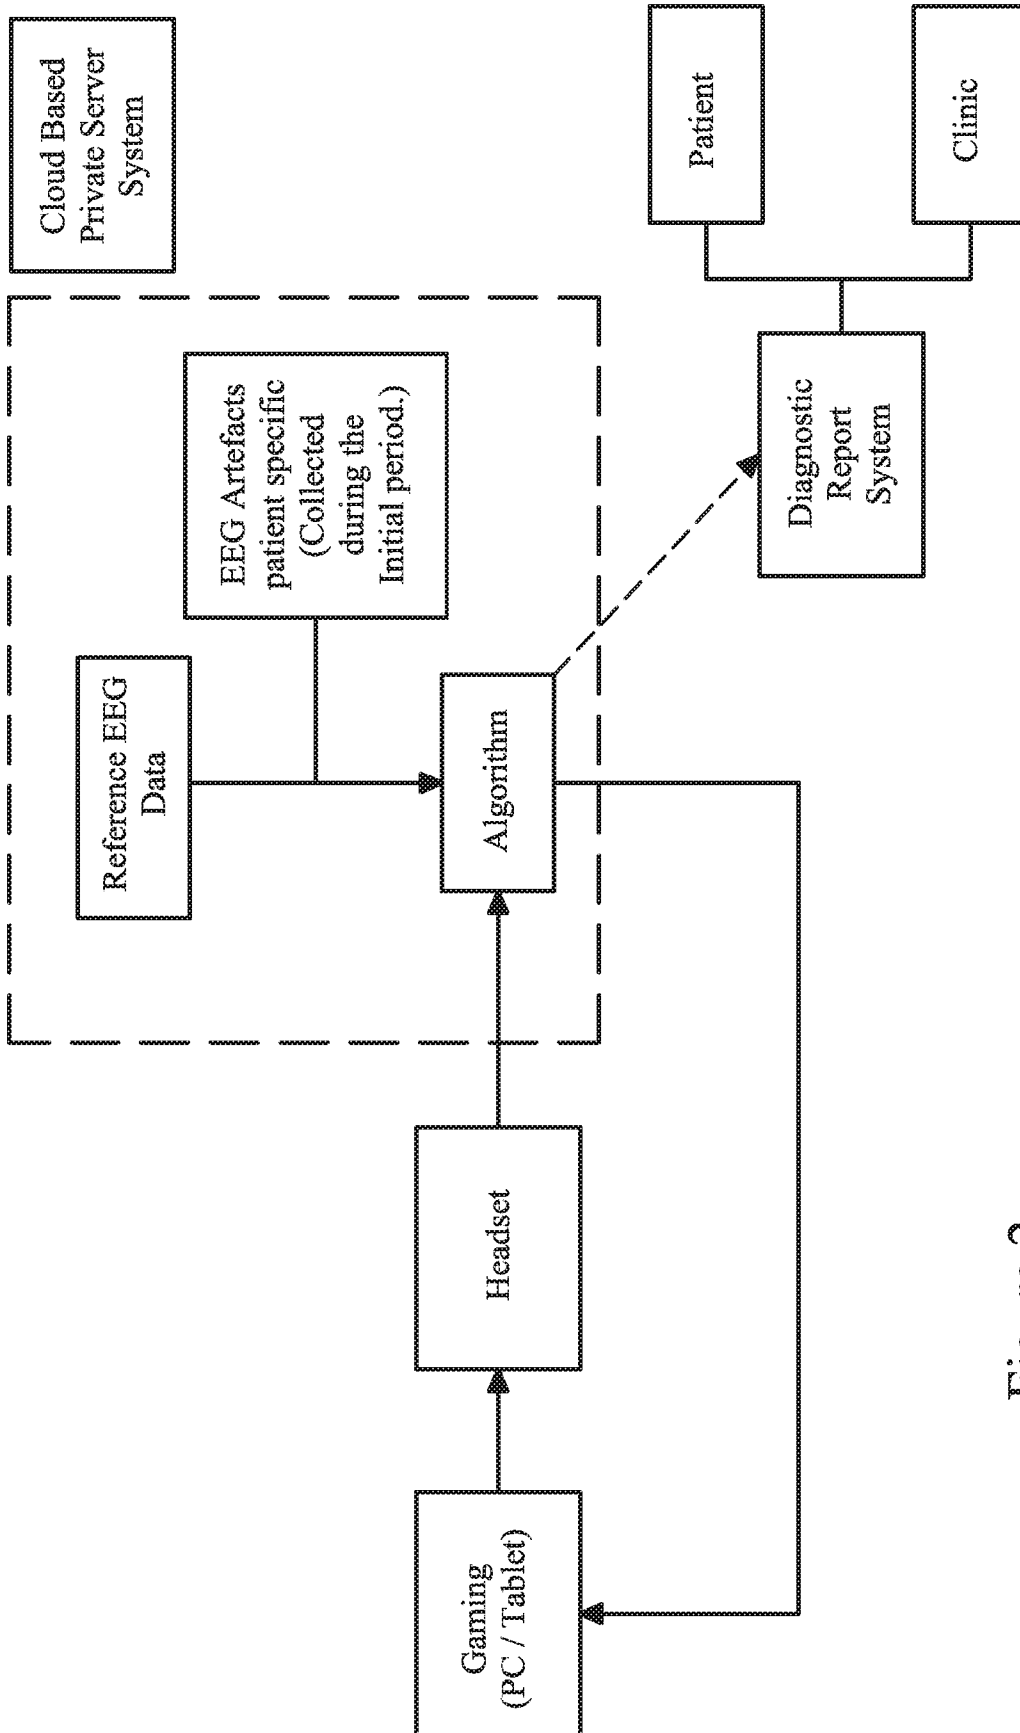 Cloud Based
Private Server
System
Reference EEG
Data
EEG Artefacts
patient specific
(Collected
during the
Initial period.)
Gaming
(PC / Tablet)
Headset
Algorithm
Diagnostic
Report
System
Patient
Clinic